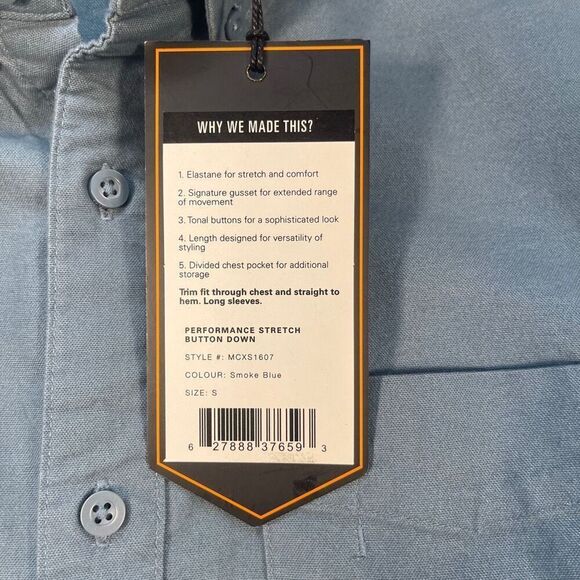 WHY WE MADE THIS?
1. Elastane for stretch and comfort
2. Signature gusset for extended range
of movement
3. Tonal buttons for a sophisticated look
4. Length designed for versatility of
styling
5. Divided chest pocket for additional
storage
Trim fit through chest and straight to
hem. Long sleeves.
PERFORMANCE STRETCH
BUTTON DOWN
STYLE #: MCXS1607
COLOUR: Smoke Blue
SIZE: S
6 27888 37659 3